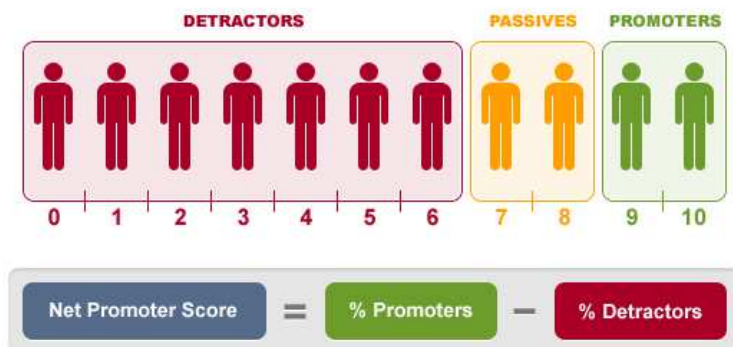 DETRACTORS PASSIVES PROMOTERS
0 1 2 3 4 5 6 7 8 9 10
Net Promoter Score = % Promoters − % Detractors